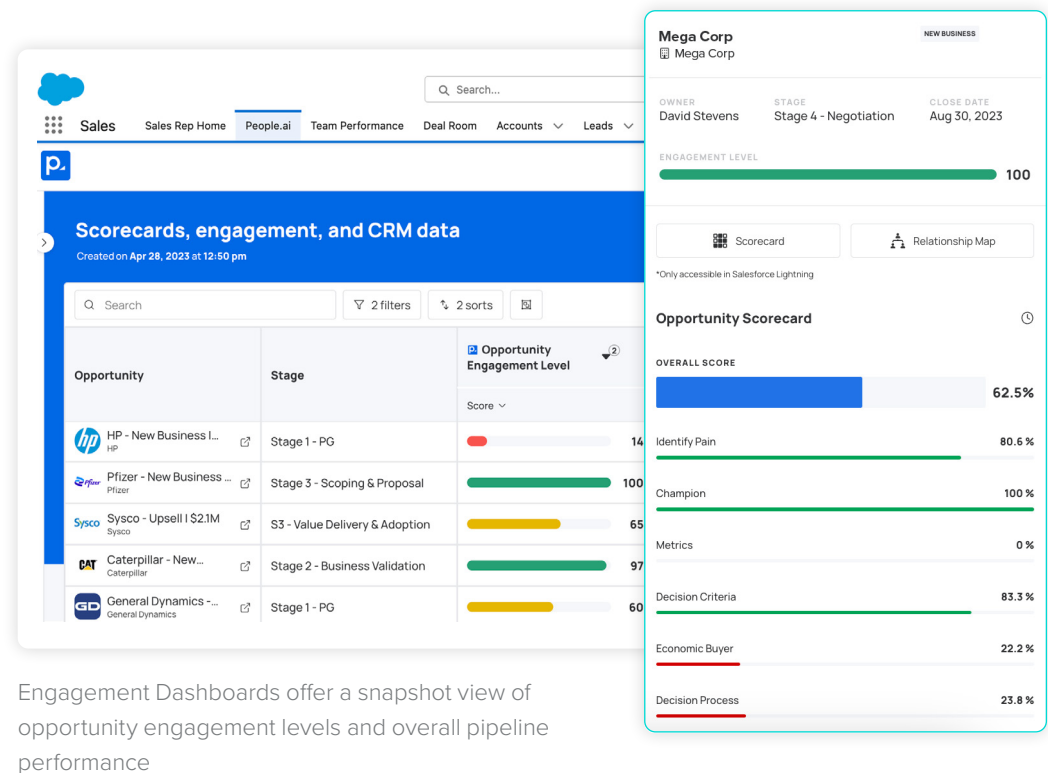 Search...
Sales
Sales Rep Home
People.ai
Team Performance
Deal Room
Accounts
Leads
p.
Scorecards, engagement, and CRM data
Created on Apr 28, 2023 at 12:50 pm
Search
2 filters
2 sorts
Opportunity
Stage
p. Opportunity
Engagement Level
2
Score
hp
HP - New Business I...
HP
Stage 1 - PG
14
Pfizer
Pfizer - New Business ...
Pfizer
Stage 3 - Scoping & Proposal
100
Sysco
Sysco - Upsell I $2.1M
Sysco
S3 - Value Delivery & Adoption
65
CAT
Caterpillar - New...
Caterpillar
Stage 2 - Business Validation
97
GD
General Dynamics -...
General Dynamics
Stage 1 - PG
60
Engagement Dashboards offer a snapshot view of
opportunity engagement levels and overall pipeline
performance
Mega Corp
NEW BUSINESS
Mega Corp
OWNER
David Stevens
STAGE
Stage 4 - Negotiation
CLOSE DATE
Aug 30, 2023
ENGAGEMENT LEVEL
100
Scorecard
Relationship Map
*Only accessible in Salesforce Lightning
Opportunity Scorecard
OVERALL SCORE
62.5%
Identify Pain
80.6 %
Champion
100 %
Metrics
0 %
Decision Criteria
83.3 %
Economic Buyer
22.2 %
Decision Process
23.8 %